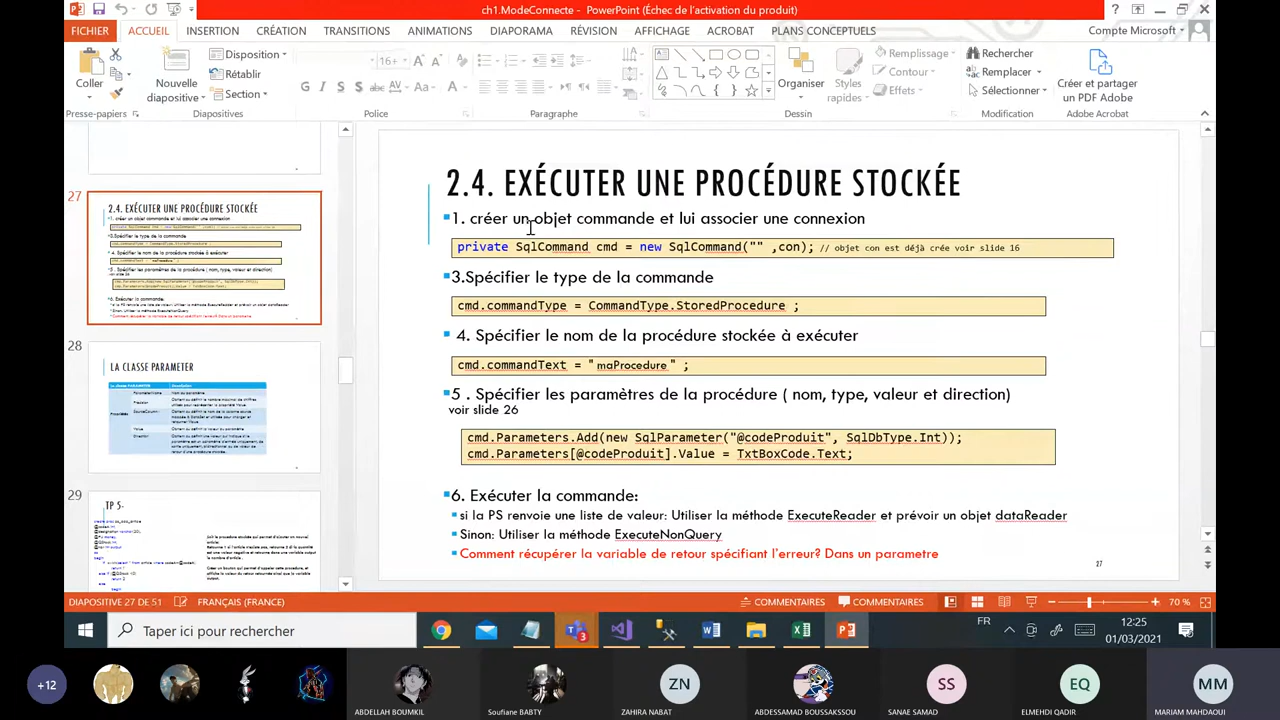 ch1.ModeConnecte - PowerPoint (Échec de l'activation du produit)
FICHIER ACCUEIL INSERTION CRÉATION TRANSITIONS ANIMATIONS DIAPORAMA RÉVISION AFFICHAGE ACROBAT PLANS CONCEPTUELS Compte Microsoft
Coller
Nouvelle diapositive
Disposition
Rétablir
Section
16+
Organiser
Styles rapides
Remplissage
Contour
Effets
Rechercher
Remplacer
Sélectionner
Créer et partager un PDF Adobe
Presse-papiers Diapositives Police Paragraphe Dessin Modification Adobe Acrobat
27
2.4. EXÉCUTER UNE PROCÉDURE STOCKÉE
28
LA CLASSE PARAMETER
29
TP 5-
2.4. EXÉCUTER UNE PROCÉDURE STOCKÉE
1. créer un objet commande et lui associer une connexion
private SqlCommand cmd = new SqlCommand("" ,con); // objet con est déjà crée voir slide 16
3.Spécifier le type de la commande
cmd.commandType = CommandType.StoredProcedure ;
4. Spécifier le nom de la procédure stockée à exécuter
cmd.commandText = " maProcedure " ;
5 . Spécifier les paramètres de la procédure ( nom, type, valeur et direction)
voir slide 26
cmd.Parameters.Add(new SqlParameter("@codeProduit", SqlDbType.Int));
cmd.Parameters[@codeProduit].Value = TxtBoxCode.Text;
6. Exécuter la commande:
si la PS renvoie une liste de valeur: Utiliser la méthode ExecuteReader et prévoir un objet dataReader
Sinon: Utiliser la méthode ExecuteNonQuery
Comment récupérer la variable de retour spécifiant l'erreur? Dans un parametre
27
DIAPOSITIVE 27 DE 51 FRANÇAIS (FRANCE) COMMENTAIRES COMMENTAIRES 70 %
Taper ici pour rechercher
3
FR
12:25
01/03/2021
+12
ABDELLAH BOUMKIL
Soufiane BABTY
ZN
ZAHIRA NABAT
ABDESSAMAD BOUSSAKSSOU
SS
SANAE SAMAD
EQ
ELMEHDI QADIR
MM
MARIAM MAHDAOUI